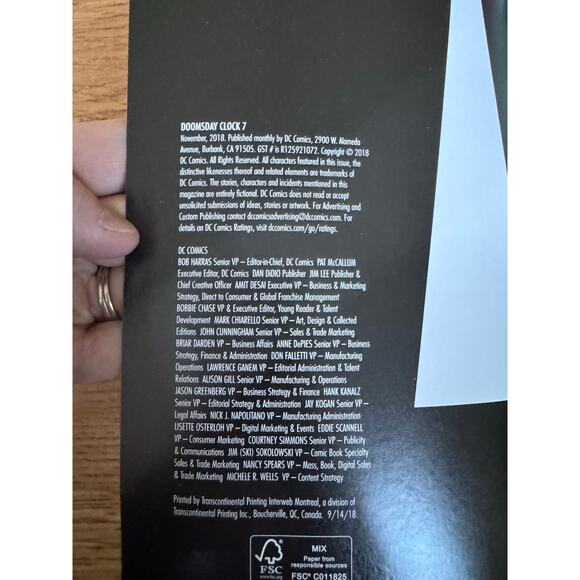 DOOMSDAY CLOCK 7
November, 2018. Published monthly by DC Comics, 2900 W. Alameda
Avenue, Burbank, CA 91505. GST # is R125921072. Copyright © 2018
DC Comics. All Rights Reserved. All characters featured in this issue, the
distinctive likenesses thereof and related elements are trademarks of
DC Comics. The stories, characters and incidents mentioned in this
magazine are entirely fictional. DC Comics does not read or accept
unsolicited submissions of ideas, stories or artwork. For Advertising and
Custom Publishing contact dccomicsadvertising@dccomics.com. For
details on DC Comics Ratings, visit dccomics.com/go/ratings.
DC COMICS
BOB HARRAS Senior VP – Editor-in-Chief, DC Comics PAT McCALLUM
Executive Editor, DC Comics DAN DiDIO Publisher JIM LEE Publisher &
Chief Creative Officer AMIT DESAI Executive VP – Business & Marketing
Strategy, Direct to Consumer & Global Franchise Management
BOBBIE CHASE VP & Executive Editor, Young Reader & Talent
Development MARK CHIARELLO Senior VP – Art, Design & Collected
Editions JOHN CUNNINGHAM Senior VP – Sales & Trade Marketing
BRIAR DARDEN VP – Business Affairs ANNE DePIES Senior VP – Business
Strategy, Finance & Administration DON FALLETTI VP – Manufacturing
Operations LAWRENCE GANEM VP – Editorial Administration & Talent
Relations ALISON GILL Senior VP – Manufacturing & Operations
JASON GREENBERG VP – Business Strategy & Finance HANK KANALZ
Senior VP – Editorial Strategy & Administration JAY KOGAN Senior VP –
Legal Affairs NICK J. NAPOLITANO VP – Manufacturing Administration
LISETTE OSTERLOH VP – Digital Marketing & Events EDDIE SCANNELL
VP – Consumer Marketing COURTNEY SIMMONS Senior VP – Publicity
& Communications JIM (SKI) SOKOLOWSKI VP – Comic Book Specialty
Sales & Trade Marketing NANCY SPEARS VP – Mass, Book, Digital Sales
& Trade Marketing MICHELE R. WELLS VP – Content Strategy
Printed by Transcontinental Printing Interweb Montreal, a division of
Transcontinental Printing Inc., Boucherville, QC, Canada. 9/14/18.
FSC
www.fsc.org
MIX
Paper from
responsible sources
FSC® C011825